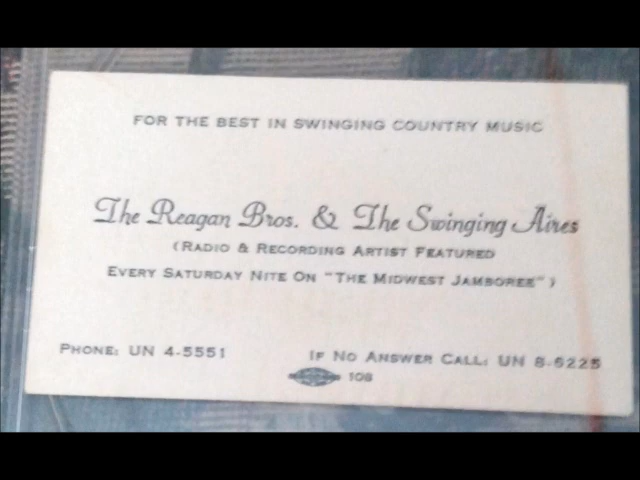 FOR THE BEST IN SWINGING COUNTRY MUSIC
The Reagan Bros. & The Swinging Aires
(RADIO & RECORDING ARTIST FEATURED
EVERY SATURDAY NITE ON "THE MIDWEST JAMBOREE")
PHONE: UN 4-5551
IF NO ANSWER CALL: UN 8-6225
108